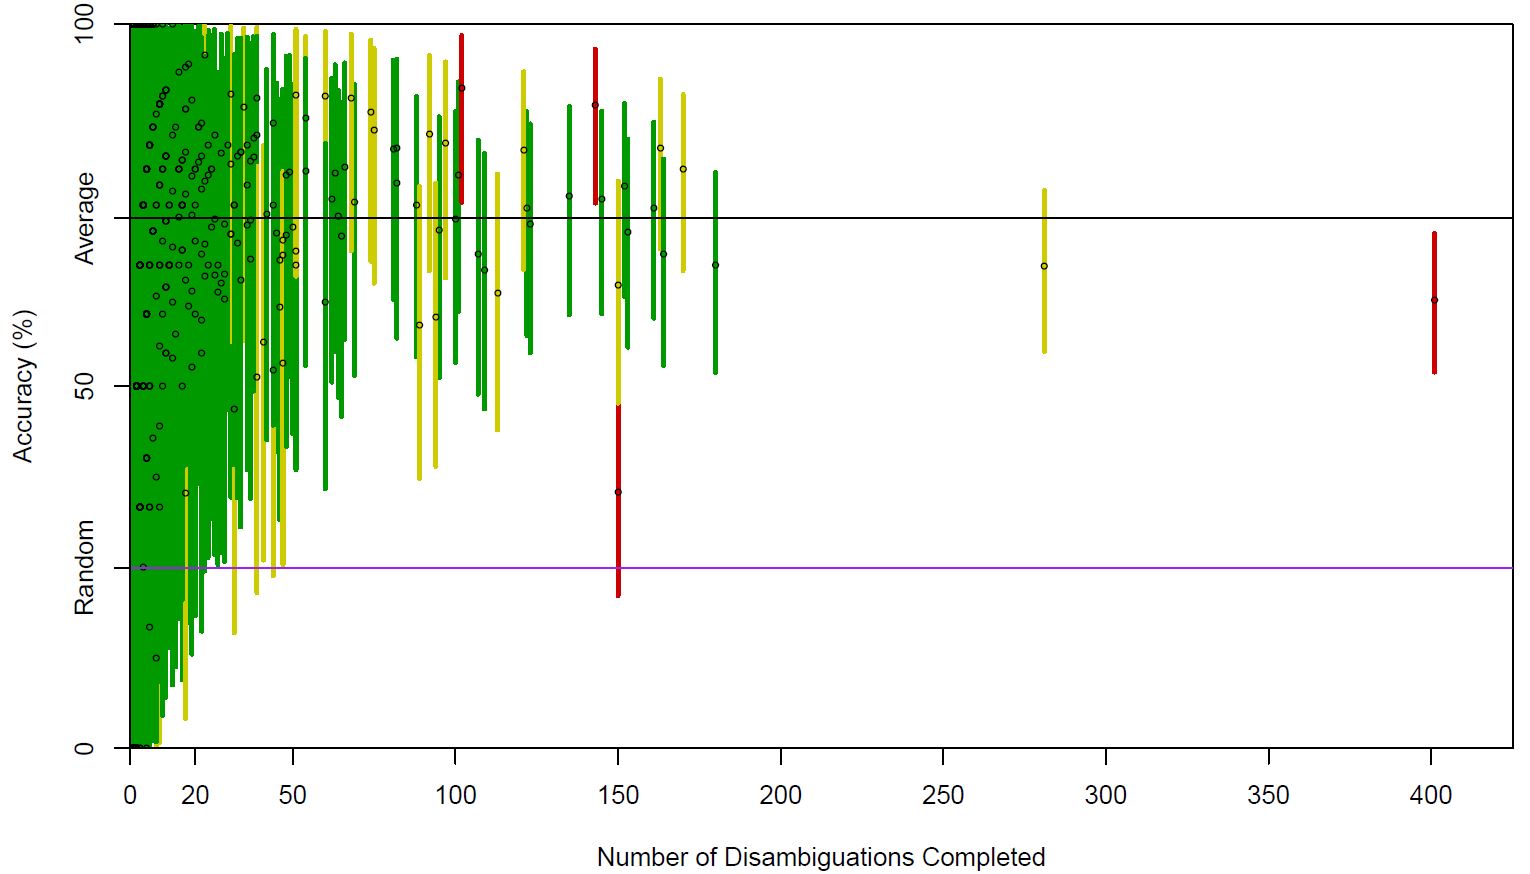 100
Average
50
Random
0
Accuracy (%)
0 20 50 100 150 200 250 300 350 400
Number of Disambiguations Completed